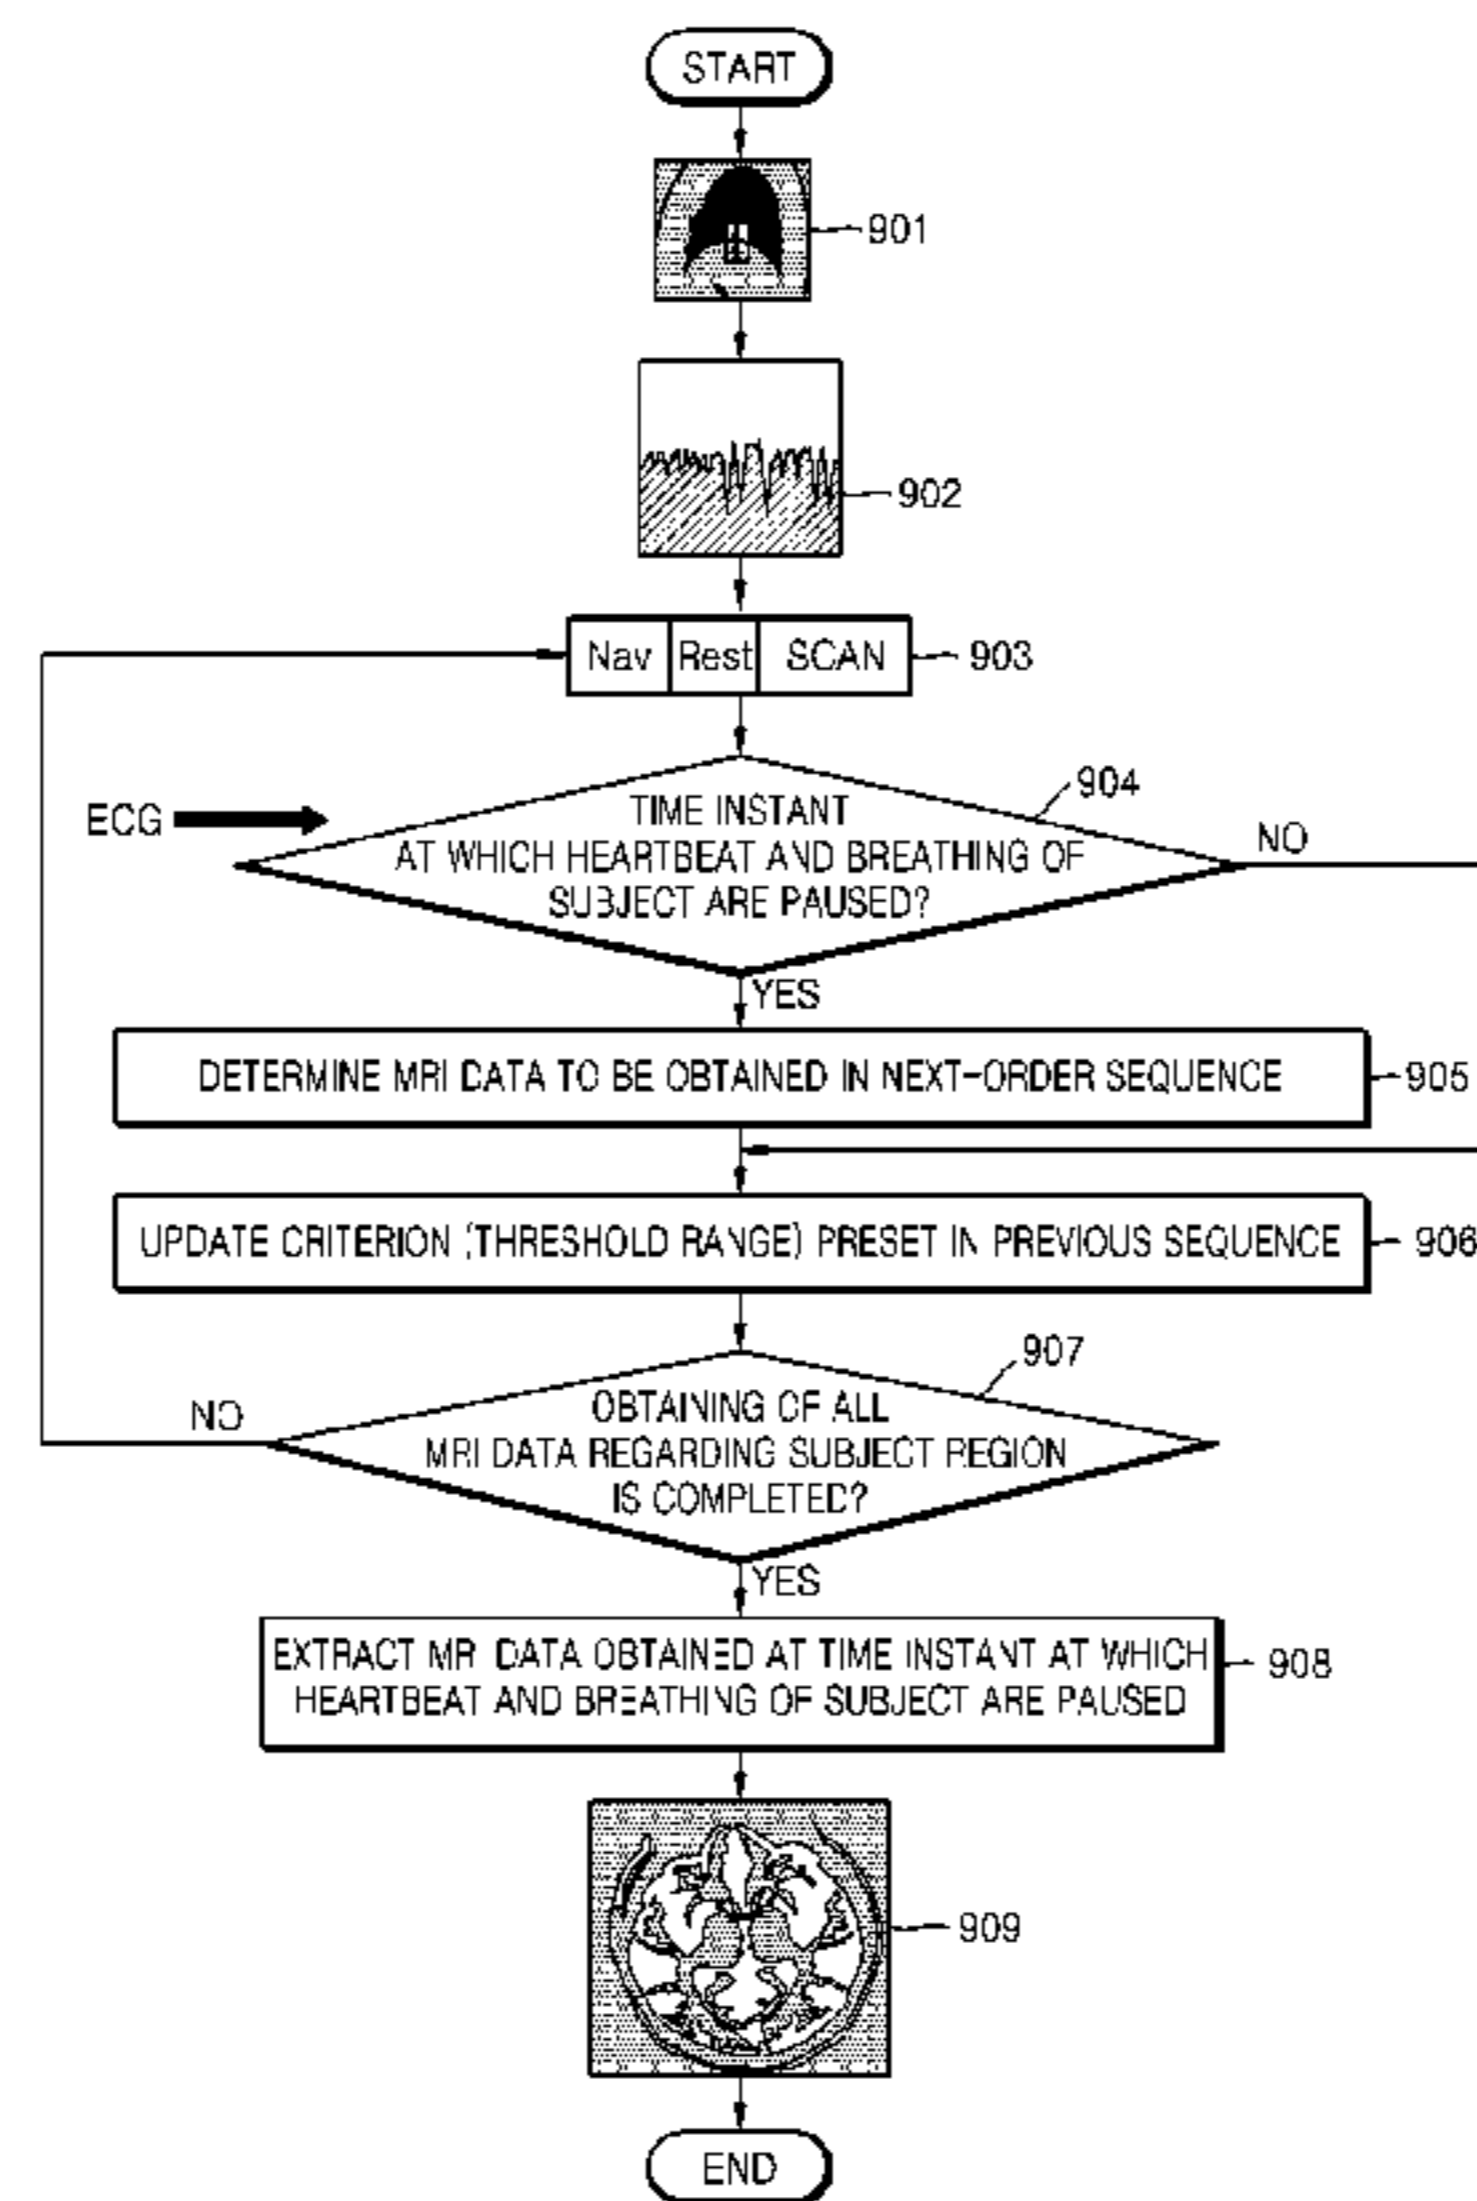 START
901
902
Nav Rest SCAN
903
904
ECG
TIME INSTANT
AT WHICH HEARTBEAT AND BREATHING OF
SUBJECT ARE PAUSED?
NO
YES
DETERMINE MRI DATA TO BE OBTAINED IN NEXT-ORDER SEQUENCE
905
UPDATE CRITERION (THRESHOLD RANGE) PRESET IN PREVIOUS SEQUENCE
906
907
OBTAINING OF ALL
MRI DATA REGARDING SUBJECT REGION
IS COMPLETED?
NO
YES
EXTRACT MRI DATA OBTAINED AT TIME INSTANT AT WHICH
HEARTBEAT AND BREATHING OF SUBJECT ARE PAUSED
908
909
END